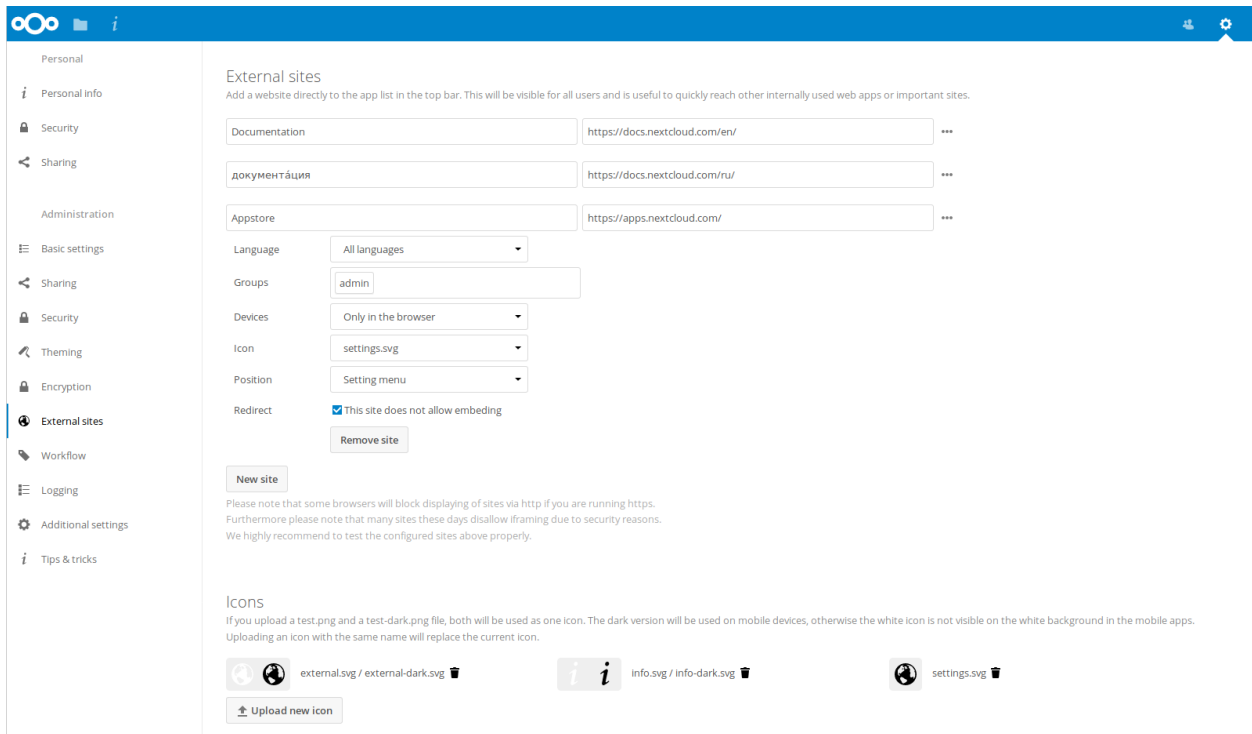 Personal
Personal info
Security
Sharing
Administration
Basic settings
Sharing
Security
Theming
Encryption
External sites
Workflow
Logging
Additional settings
Tips & tricks
External sites
Add a website directly to the app list in the top bar. This will be visible for all users and is useful to quickly reach other internally used web apps or important sites.
Documentation https://docs.nextcloud.com/en/
документа́ция https://docs.nextcloud.com/ru/
Appstore https://apps.nextcloud.com/
Language All languages
Groups admin
Devices Only in the browser
Icon settings.svg
Position Setting menu
Redirect This site does not allow embeding
Remove site
New site
Please note that some browsers will block displaying of sites via http if you are running https.
Furthermore please note that many sites these days disallow iframing due to security reasons.
We highly recommend to test the configured sites above properly.
Icons
If you upload a test.png and a test-dark.png file, both will be used as one icon. The dark version will be used on mobile devices, otherwise the white icon is not visible on the white background in the mobile apps.
Uploading an icon with the same name will replace the current icon.
external.svg / external-dark.svg info.svg / info-dark.svg settings.svg
Upload new icon